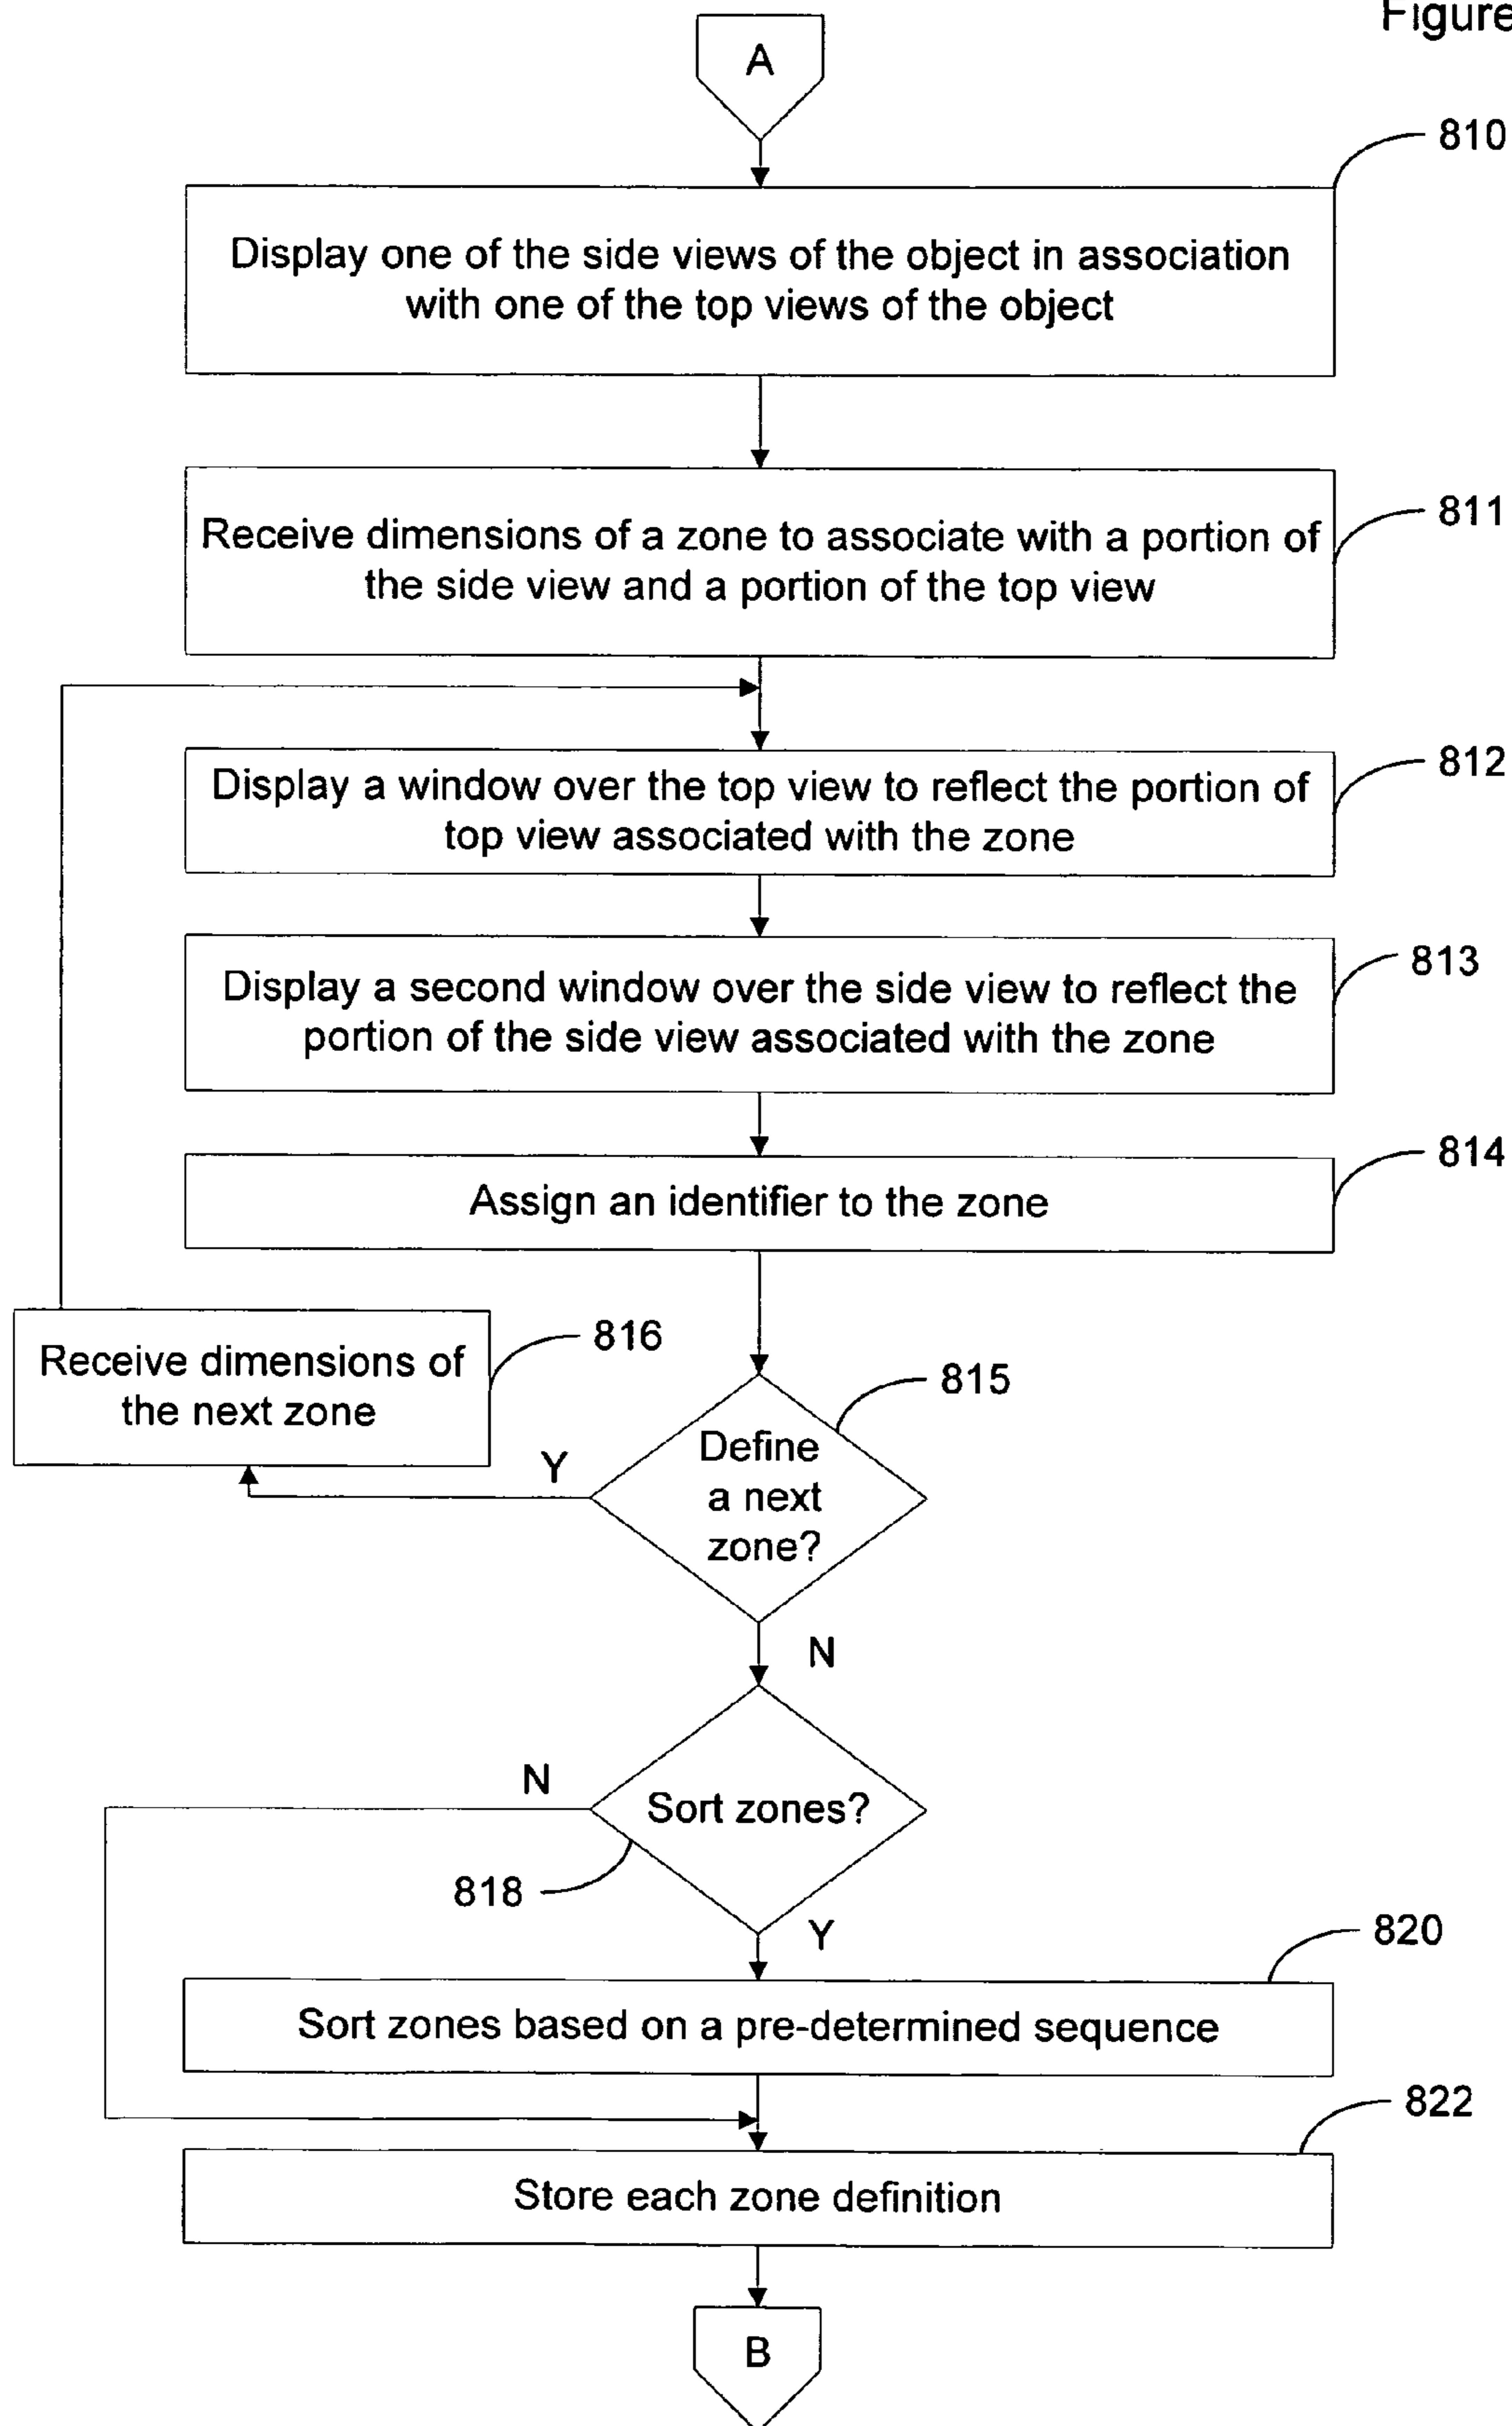 Figure
A
810
Display one of the side views of the object in association
with one of the top views of the object
811
Receive dimensions of a zone to associate with a portion of
the side view and a portion of the top view
812
Display a window over the top view to reflect the portion of
top view associated with the zone
813
Display a second window over the side view to reflect the
portion of the side view associated with the zone
814
Assign an identifier to the zone
816
Receive dimensions of
the next zone
815
Y
Define
a next
zone?
N
N
Sort zones?
818
Y
820
Sort zones based on a pre-determined sequence
822
Store each zone definition
B